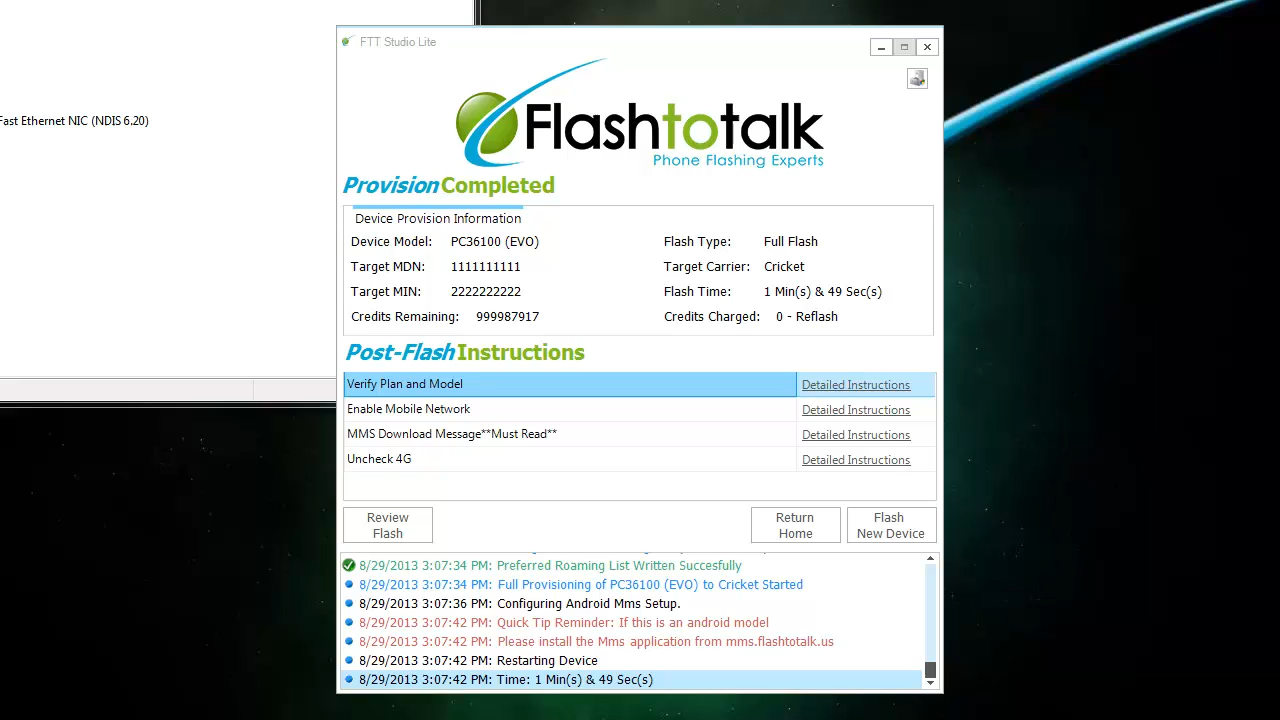 FTT Studio Lite
Fast Ethernet NIC (NDIS 6.20)
Flashtotalk
Phone Flashing Experts
Provision Completed
Device Provision Information
Device Model: PC36100 (EVO) Flash Type: Full Flash
Target MDN: 1111111111 Target Carrier: Cricket
Target MIN: 2222222222 Flash Time: 1 Min(s) & 49 Sec(s)
Credits Remaining: 999987917 Credits Charged: 0 - Reflash
Post-Flash Instructions
Verify Plan and Model Detailed Instructions
Enable Mobile Network Detailed Instructions
MMS Download Message**Must Read** Detailed Instructions
Uncheck 4G Detailed Instructions
Review Flash
Return Home
Flash New Device
8/29/2013 3:07:34 PM: Preferred Roaming List Written Succesfully
8/29/2013 3:07:34 PM: Full Provisioning of PC36100 (EVO) to Cricket Started
8/29/2013 3:07:36 PM: Configuring Android Mms Setup.
8/29/2013 3:07:42 PM: Quick Tip Reminder: If this is an android model
8/29/2013 3:07:42 PM: Please install the Mms application from mms.flashtotalk.us
8/29/2013 3:07:42 PM: Restarting Device
8/29/2013 3:07:42 PM: Time: 1 Min(s) & 49 Sec(s)